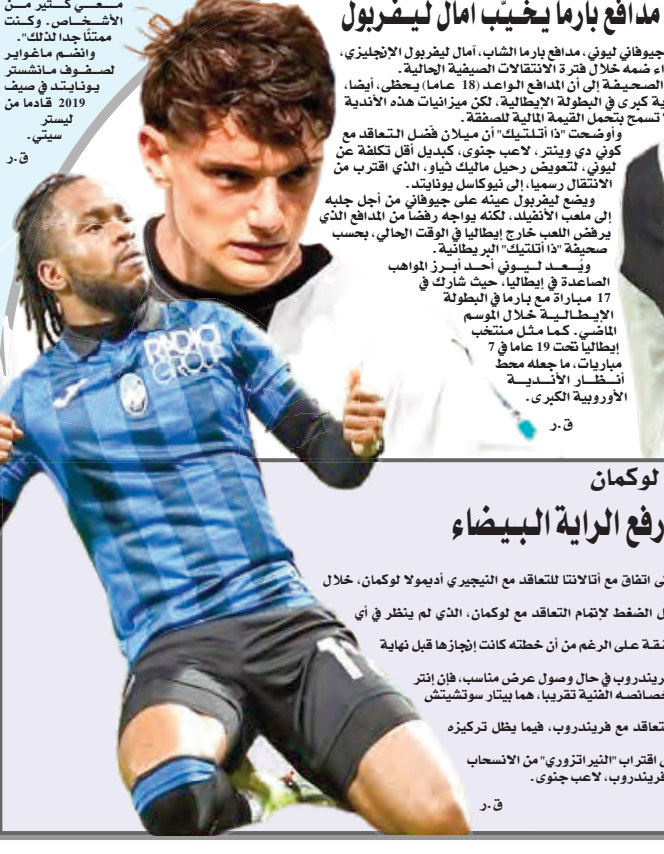 مدافع بارما يخيّب آمال ليفربول
جيوفاني ليوني، مدافع بارما الشاب، آمال ليفربول الإنجليزي،
ضمه خلال فترة الانتقالات الصيفية الحالية.
الصحيفة إلى أن المدافع الواعد (18 عاما) يحظى، أيضا،
كبرى في البطولة الإيطالية، لكن ميزانيات هذه الأندية
تسمح بتحمل القيمة المالية للصفقة.
وأوضحت "ذا أتلتيك" أن ميلان فضّل التعاقد مع
كوني دي وينتر، لاعب جنوى، كبديل أقل تكلفة عن
ليوني، لتعويض رحيل ماليك ثياو، الذي اقترب من
الانتقال رسميا، إلى نيوكاسل يونايتد.
ويضع ليفربول عينه على جيوفاني من أجل جلبه
إلى ملعب الأنفيلد، لكنه يواجه رفضا من المدافع الذي
يرفض اللعب خارج إيطاليا في الوقت الحالي، بحسب
صحيفة "ذا أتلتيك" البريطانية.
ويُعد ليوني أحد أبرز المواهب
الصاعدة في إيطاليا، حيث شارك في
17 مباراة مع بارما في البطولة
الإيطالية خلال الموسم
الماضي. كما مثل منتخب
إيطاليا تحت 19 عاما في 7
مباريات، ما جعله محط
أنظار الأندية
الأوروبية الكبرى.
ق.ر
معي كثير من
الأشخاص. وكنت
ممتنًا جدا لذلك".
وانضم ماغواير
لصفوف مانشستر
يونايتد في صيف
2019 قادما من
ليستر
سيتي.
ق.ر
RADICI
GROUP
لوكمان
رفع الراية البيضاء
اتفاق مع أتالانتا للتعاقد مع النيجيري أديمولا لوكمان، خلال
الضغط لإتمام التعاقد مع لوكمان، الذي لم ينظر في أي
على الرغم من أن خطته كانت إنجازها قبل نهاية
فريندروب في حال وصول عرض مناسب، فإن إنتر
خصائصه الفنية تقريبا، هما بيتار سوتشيتش
التعاقد مع فريندروب، فيما يظل تركيزه
اقتراب "النيراتزوري" من الانسحاب
فريندروب، لاعب جنوى.
ق.ر